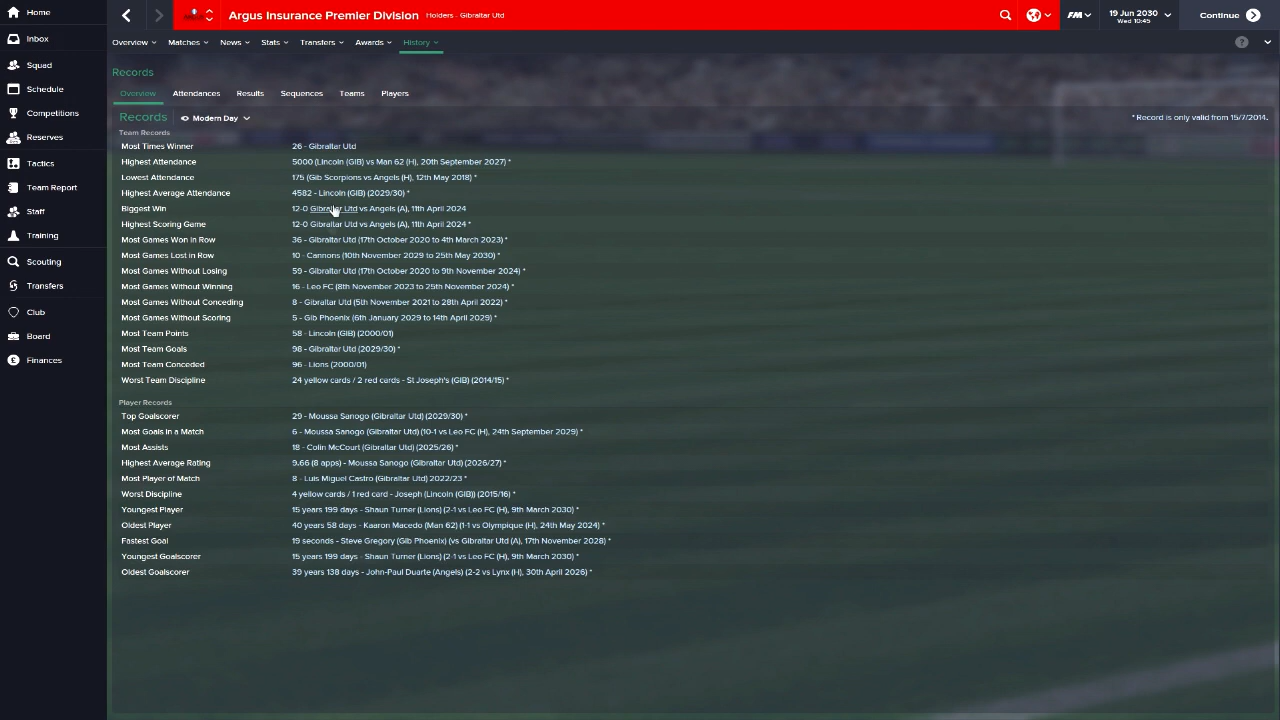 Home
Inbox
Squad
Schedule
Competitions
Reserves
Tactics
Team Report
Staff
Training
Scouting
Transfers
Club
Board
Finances
Argus Insurance Premier Division Holders - Gibraltar Utd
FM
19 Jun 2030
Wed 10:45
Continue
Overview Matches News Stats Transfers Awards History
Records
Overview Attendances Results Sequences Teams Players
Records Modern Day * Record is only valid from 15/7/2014.
Team Records
Most Times Winner 26 - Gibraltar Utd
Highest Attendance 5000 (Lincoln (GIB) vs Man 62 (H), 20th September 2027) *
Lowest Attendance 175 (Gib Scorpions vs Angels (H), 12th May 2018) *
Highest Average Attendance 4582 - Lincoln (GIB) (2029/30) *
Biggest Win 12-0 Gibraltar Utd vs Angels (A), 11th April 2024
Highest Scoring Game 12-0 Gibraltar Utd vs Angels (A), 11th April 2024 *
Most Games Won In Row 36 - Gibraltar Utd (17th October 2020 to 4th March 2023) *
Most Games Lost in Row 10 - Cannons (10th November 2029 to 25th May 2030) *
Most Games Without Losing 59 - Gibraltar Utd (17th October 2020 to 9th November 2024) *
Most Games Without Winning 16 - Leo FC (8th November 2023 to 25th November 2024) *
Most Games Without Conceding 8 - Gibraltar Utd (5th November 2021 to 28th April 2022) *
Most Games Without Scoring 5 - Gib Phoenix (6th January 2029 to 14th April 2029) *
Most Team Points 58 - Lincoln (GIB) (2000/01)
Most Team Goals 98 - Gibraltar Utd (2029/30) *
Most Team Conceded 96 - Lions (2000/01)
Worst Team Discipline 24 yellow cards / 2 red cards - St Joseph's (GIB) (2014/15) *
Player Records
Top Goalscorer 29 - Moussa Sanogo (Gibraltar Utd) (2029/30) *
Most Goals in a Match 6 - Moussa Sanogo (Gibraltar Utd) (10-1 vs Leo FC (H), 24th September 2029) *
Most Assists 18 - Colin McCourt (Gibraltar Utd) (2025/26) *
Highest Average Rating 9.66 (8 apps) - Moussa Sanogo (Gibraltar Utd) (2026/27) *
Most Player of Match 8 - Luis Miguel Castro (Gibraltar Utd) 2022/23 *
Worst Discipline 4 yellow cards / 1 red card - Joseph (Lincoln (GIB)) (2015/16) *
Youngest Player 15 years 199 days - Shaun Turner (Lions) (2-1 vs Leo FC (H), 9th March 2030) *
Oldest Player 40 years 58 days - Kaaron Macedo (Man 62) (1-1 vs Olympique (H), 24th May 2024) *
Fastest Goal 19 seconds - Steve Gregory (Gib Phoenix) (vs Gibraltar Utd (A), 17th November 2028) *
Youngest Goalscorer 15 years 199 days - Shaun Turner (Lions) (2-1 vs Leo FC (H), 9th March 2030) *
Oldest Goalscorer 39 years 138 days - John-Paul Duarte (Angels) (2-2 vs Lynx (H), 30th April 2026) *